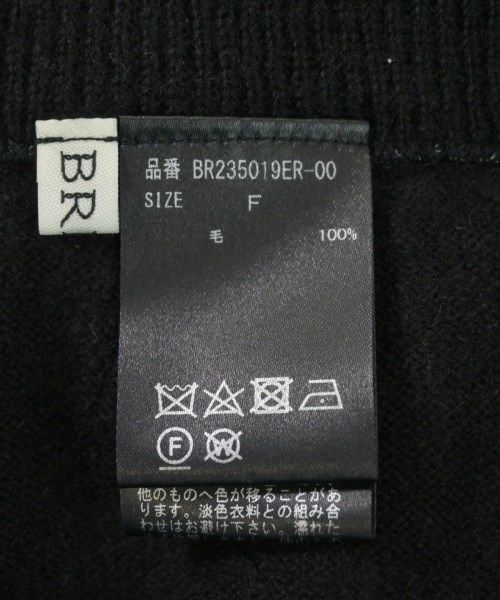 BR
品番 BR235019ER-00
SIZE F
毛 100%
F
W
他のものへ色が移ることがあ
ります。淡色衣料との組み合
わせはお避け下さい。濡れた